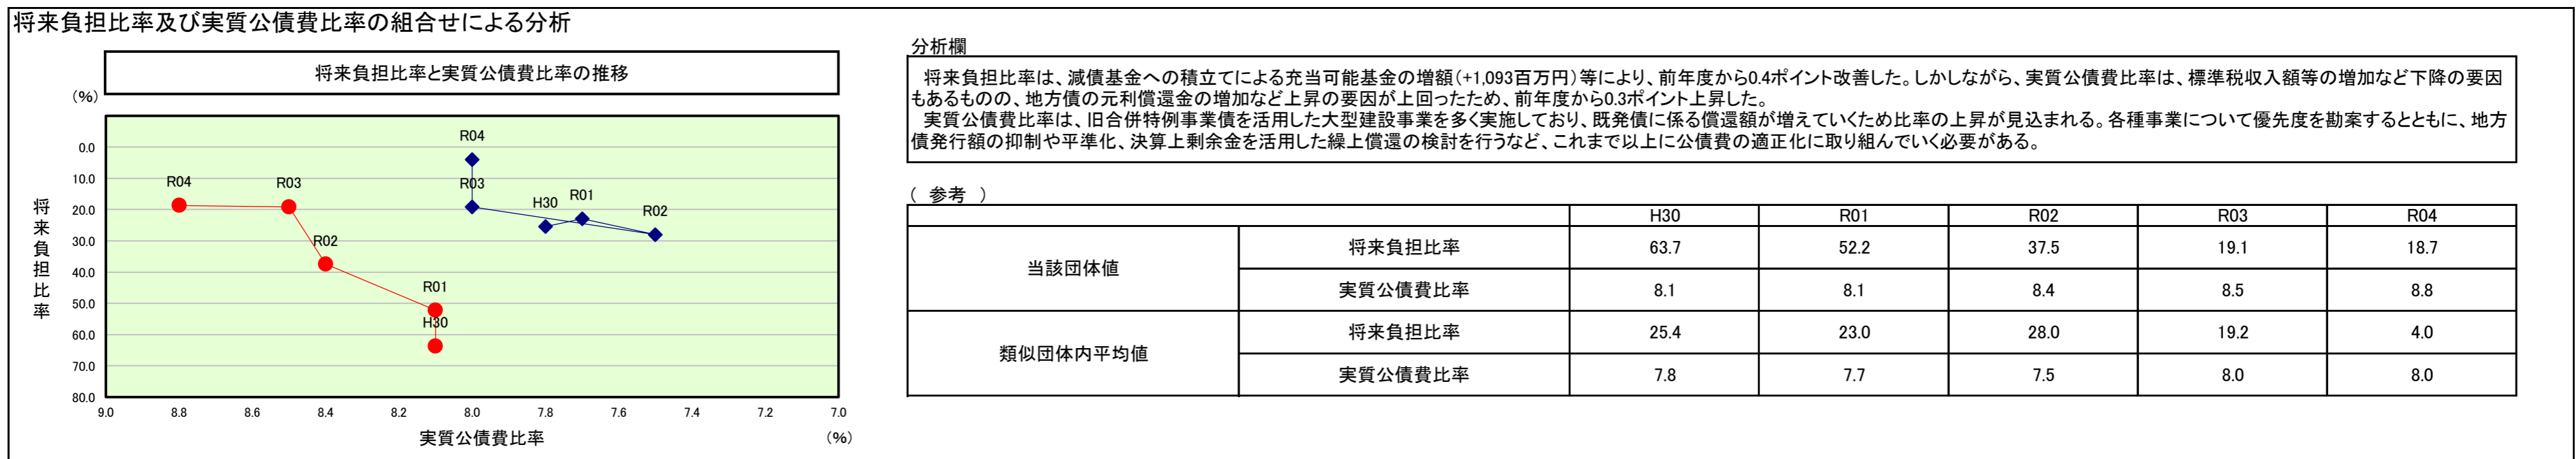 将来負担比率及び実質公債費比率の組合せによる分析
将来負担比率と実質公債費比率の推移
(%)
0.0
10.0
20.0
30.0
40.0
50.0
60.0
70.0
80.0
将来負担比率
R04
R03
R02
R01
H30
R04
R03
H30
R01
R02
9.0 8.8 8.6 8.4 8.2 8.0 7.8 7.6 7.4 7.2 7.0
実質公債費比率
(%)
分析欄
将来負担比率は、減債基金への積立てによる充当可能基金の増額(+1,093百万円)等により、前年度から0.4ポイント改善した。しかしながら、実質公債費比率は、標準税収入額等の増加など下降の要因
もあるものの、地方債の元利償還金の増加など上昇の要因が上回ったため、前年度から0.3ポイント上昇した。
実質公債費比率は、旧合併特例事業債を活用した大型建設事業を多く実施しており、既発債に係る償還額が増えていくため比率の上昇が見込まれる。各種事業について優先度を勘案するとともに、地方
債発行額の抑制や平準化、決算上剰余金を活用した繰上償還の検討を行うなど、これまで以上に公債費の適正化に取り組んでいく必要がある。
( 参考 )
H30 R01 R02 R03 R04
当該団体値
将来負担比率 63.7 52.2 37.5 19.1 18.7
実質公債費比率 8.1 8.1 8.4 8.5 8.8
類似団体内平均値
将来負担比率 25.4 23.0 28.0 19.2 4.0
実質公債費比率 7.8 7.7 7.5 8.0 8.0